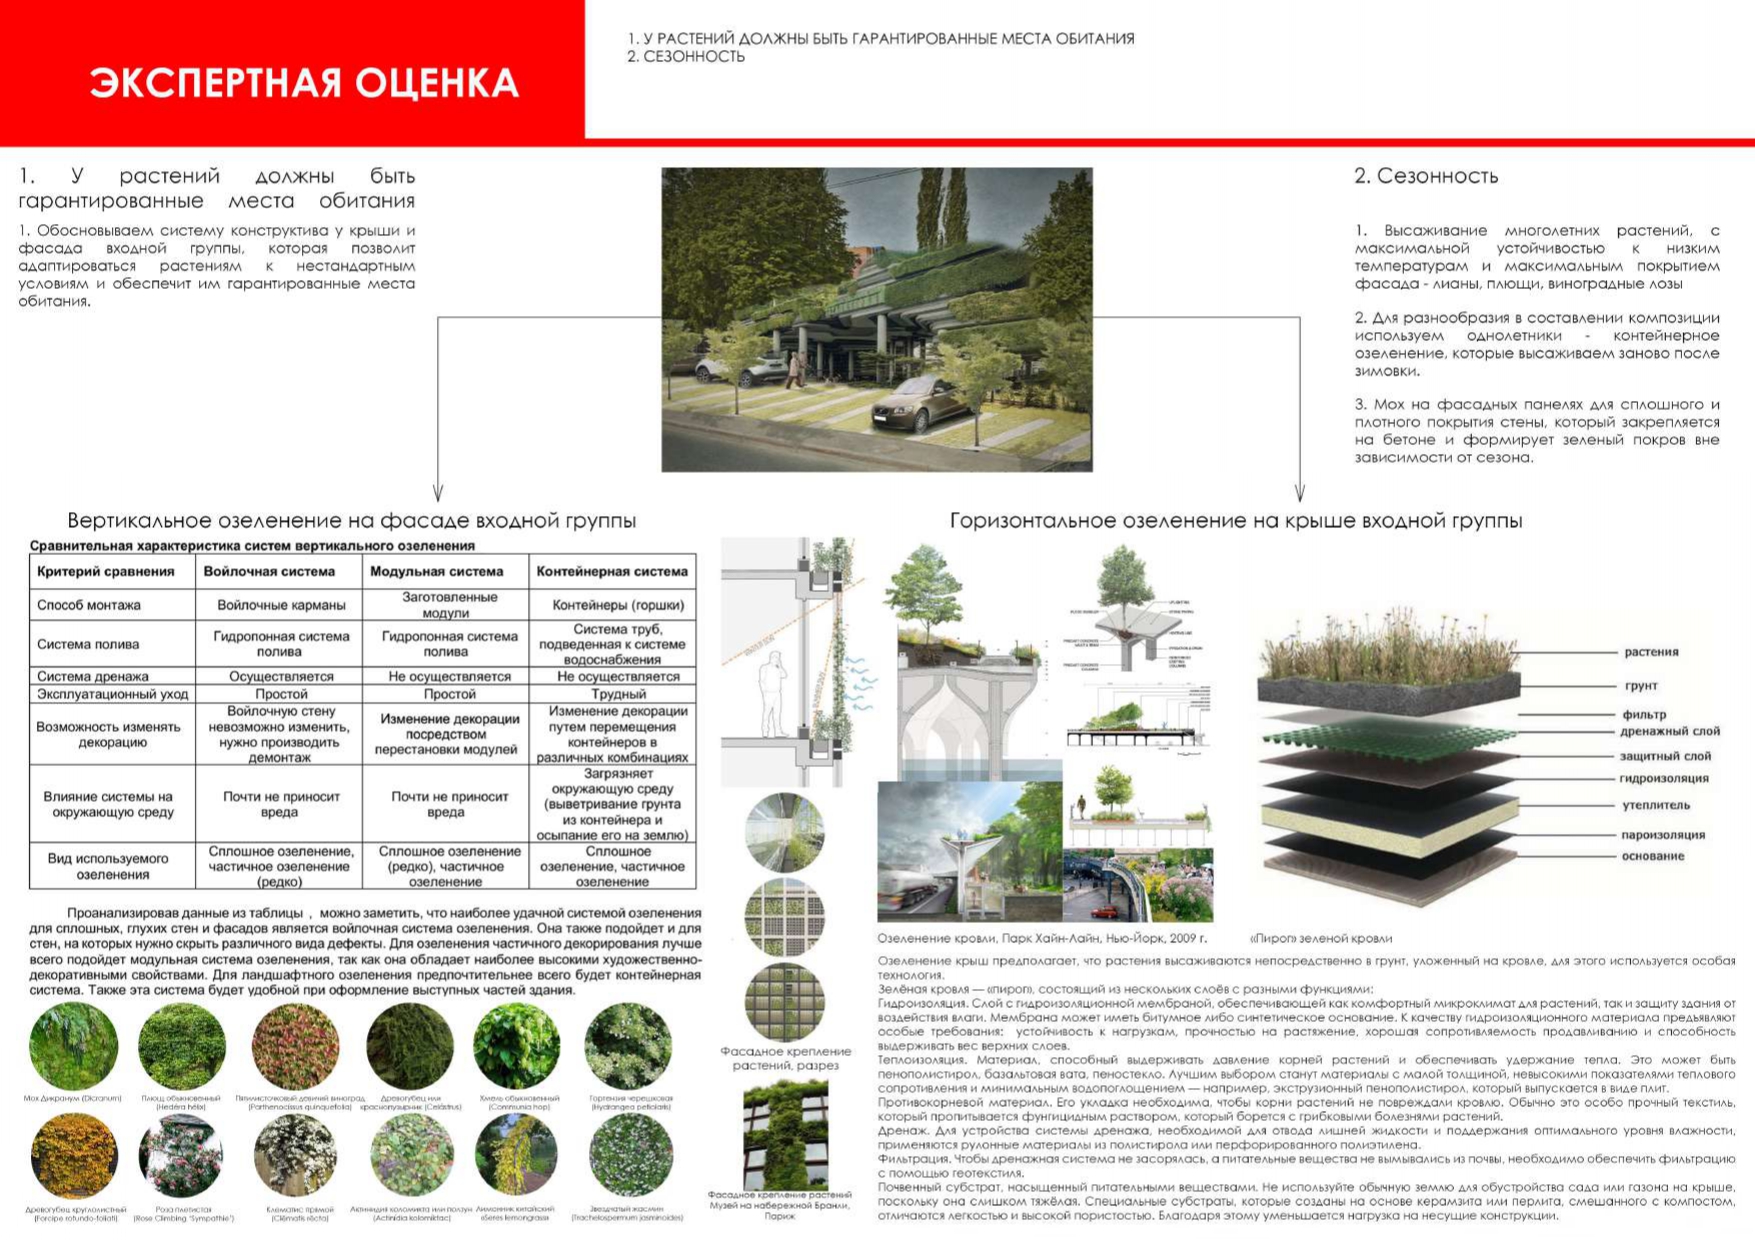 ЭКСПЕРТНАЯ ОЦЕНКА
1. У РАСТЕНИЙ ДОЛЖНЫ БЫТЬ ГАРАНТИРОВАННЫЕ МЕСТА ОБИТАНИЯ
2. СЕЗОННОСТЬ
1. У растений должны быть
гарантированные места обитания
1. Обосновываем систему конструктива у крыши и
фасада входной группы, которая позволит
адаптироваться растениям к нестандартным
условиям и обеспечит им гарантированные места
обитания.
2. Сезонность
1. Высаживание многолетних растений, с
максимальной устойчивостью к низким
температурам и максимальным покрытием
фасада - лианы, плющи, виноградные лозы
2. Для разнообразия в составлении композиции
используем однолетники - контейнерное
озеленение, которые высаживаем заново после
зимовки.
3. Мох на фасадных панелях для сплошного и
плотного покрытия стены, который закрепляется
на бетоне и формирует зеленый покров вне
зависимости от сезона.
Вертикальное озеленение на фасаде входной группы
Сравнительная характеристика систем вертикального озеленения
Критерий сравнения Войлочная система Модульная система Контейнерная система
Способ монтажа Войлочные карманы Заготовленные модули Контейнеры (горшки)
Система полива Гидропонная система полива Гидропонная система полива Система труб, подведенная к системе водоснабжения
Система дренажа Осуществляется Не осуществляется Не осуществляется
Эксплуатационный уход Простой Простой Трудный
Возможность изменять декорацию Войлочную стену невозможно изменить, нужно производить демонтаж Изменение декорации посредством перестановки модулей Изменение декорации путем перемещения контейнеров в различных комбинациях
Влияние системы на окружающую среду Почти не приносит вреда Почти не приносит вреда Загрязняет окружающую среду (выветривание грунта из контейнера и осыпание его на землю)
Вид используемого озеленения Сплошное озеленение, частичное озеленение (редко) Сплошное озеленение (редко), частичное озеленение Сплошное озеленение, частичное озеленение
Проанализировав данные из таблицы , можно заметить, что наиболее удачной системой озеленения
для сплошных, глухих стен и фасадов является войлочная система озеленения. Она также подойдет и для
стен, на которых нужно скрыть различного вида дефекты. Для озеленения частичного декорирования лучше
всего подойдет модульная система озеленения, так как она обладает наиболее высокими художественно-
декоративными свойствами. Для ландшафтного озеленения предпочтительнее всего будет контейнерная
система. Также эта система будет удобной при оформление выступных частей здания.
Мох Дикранум (Dicranum)
Плющ обыкновенный
(Hedéra hélix)
Пятилисточковый девичий виноград
(Parthenocissus quinquefolia)
Древогубец или
краснопузырник (Celástrus)
Хмель обыкновенный
(Communia hop)
Гортензия черешковая
(Hydrangea petiolaris)
Древогубец круглолистный
(Forcipe rotundo-foliati)
Роза плетистая
(Rose Climbing 'Sympathie')
Клематис прямой
(Clématis récta)
Актинидия коломикта или ползун
(Actinidia kolomiktac)
Лимонник китайский
«Seres lemongrass»
Звездчатый жасмин
(Trachelospermum jasminoides)
Фасадное крепление
растений, разрез
Фасадное крепление растений
Музей на набережной Бранли,
Париж
Горизонтальное озеленение на крыше входной группы
растения
грунт
фильтр
дренажный слой
защитный слой
гидроизоляция
утеплитель
пароизоляция
основание
Озеленение кровли, Парк Хайн-Лайн, Нью-Йорк, 2009 г.
«Пирог» зеленой кровли
Озеленение крыш предполагает, что растения высаживаются непосредственно в грунт, уложенный на кровле, для этого используется особая
технология.
Зелёная кровля — «пирог», состоящий из нескольких слоёв с разными функциями:
Гидроизоляция. Слой с гидроизоляционной мембраной, обеспечивающей как комфортный микроклимат для растений, так и защиту здания от
воздействия влаги. Мембрана может иметь битумное либо синтетическое основание. К качеству гидроизоляционного материала предъявляют
особые требования: устойчивость к нагрузкам, прочностью на растяжение, хорошая сопротивляемость продавливанию и способность
выдерживать вес верхних слоев.
Теплоизоляция. Материал, способный выдерживать давление корней растений и обеспечивать удержание тепла. Это может быть
пенополистирол, базальтовая вата, пеностекло. Лучшим выбором станут материалы с малой толщиной, невысокими показателями теплового
сопротивления и минимальным водопоглощением — например, экструзионный пенополистирол, который выпускается в виде плит.
Противокорневой материал. Его укладка необходима, чтобы корни растений не повреждали кровлю. Обычно это особо прочный текстиль,
который пропитывается фунгицидным раствором, который борется с грибковыми болезнями растений.
Дренаж. Для устройства системы дренажа, необходимой для отвода лишней жидкости и поддержания оптимального уровня влажности,
применяются рулонные материалы из полистирола или перфорированного полиэтилена.
Фильтрация. Чтобы дренажная система не засорялась, а питательные вещества не вымывались из почвы, необходимо обеспечить фильтрацию
с помощью геотекстиля.
Почвенный субстрат, насыщенный питательными веществами. Не используйте обычную землю для обустройства сада или газона на крыше,
поскольку она слишком тяжёлая. Специальные субстраты, которые созданы на основе керамзита или перлита, смешанного с компостом,
отличаются легкостью и высокой пористостью. Благодаря этому уменьшается нагрузка на несущие конструкции.